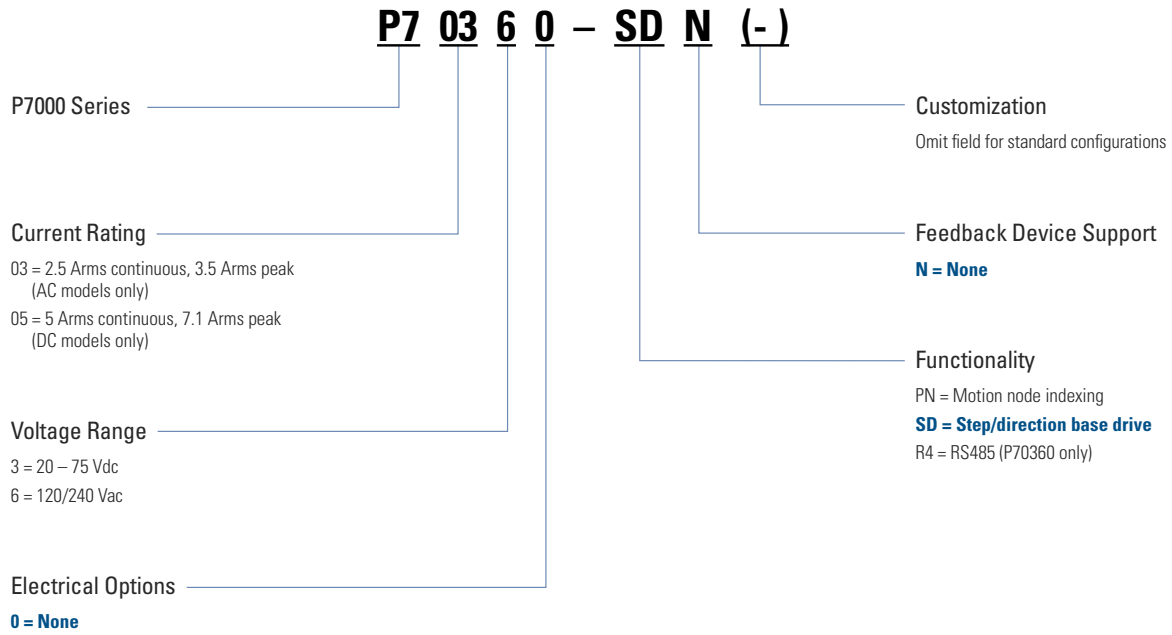 P7 03 6 0 – SD N (- )
P7000 Series
Current Rating
03 = 2.5 Arms continuous, 3.5 Arms peak
(AC models only)
05 = 5 Arms continuous, 7.1 Arms peak
(DC models only)
Voltage Range
3 = 20 – 75 Vdc
6 = 120/240 Vac
Electrical Options
0 = None
Customization
Omit field for standard configurations
Feedback Device Support
N = None
Functionality
PN = Motion node indexing
SD = Step/direction base drive
R4 = RS485 (P70360 only)